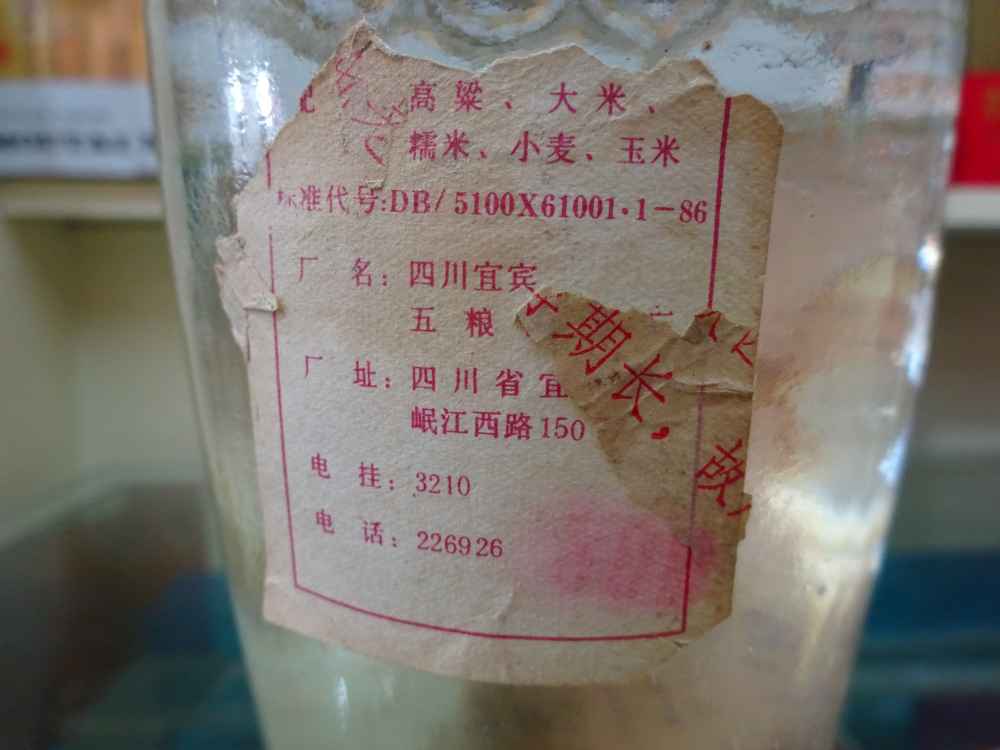 配 高粱、大米、
糯米、小麦、玉米
标准代号:DB/5100X61001·1-86
厂 名: 四川宜宾
五 粮
厂 址: 四川省宜
岷江西路150
电 挂: 3210
电 话: 226926
期长,
故,